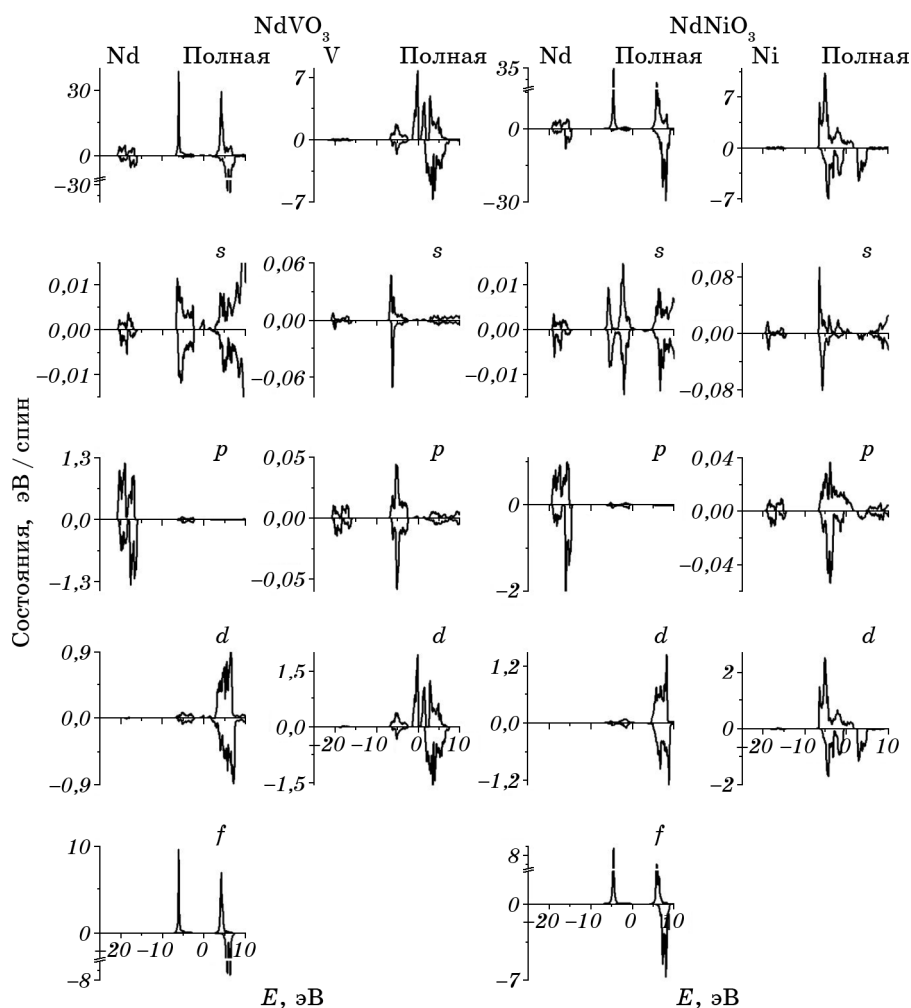 NdVO3 NdNiO3
Nd Полная V Полная Nd Полная Ni Полная
30 0 –30
7 0 –7
35 30 0 –30
7 0 –7
s s s s
0,01 0,00 –0,01
0,06 0,00 –0,06
0,01 0,00 –0,01
0,08 0,00 –0,08
Состояния, эВ / спин
p p p p
1,3 0,0 –1,3
0,05 0,00 –0,05
0 –2
0,04 0,00 –0,04
d d d d
0,9 0,0 –0,9
1,5 0,0 –1,5 –20 –10 0 10
1,2 0,0 –1,2
2 0 –2 –20 –10 0 10
f f
10 0 –8 –20 –10 0 10
8 0 –7 –20 –10 0 10
E, эВ E, эВ